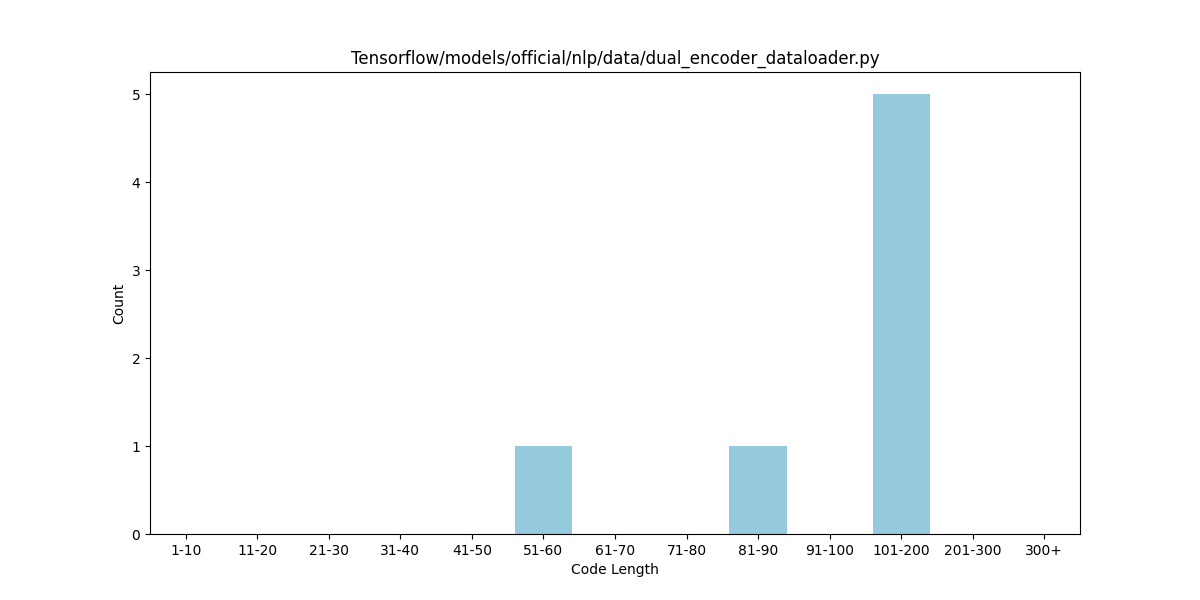 Tensorflow/models/official/nlp/data/dual_encoder_dataloader.py
5
4
3
2
1
0
Count
1-10 11-20 21-30 31-40 41-50 51-60 61-70 71-80 81-90 91-100 101-200 201-300 300+
Code Length